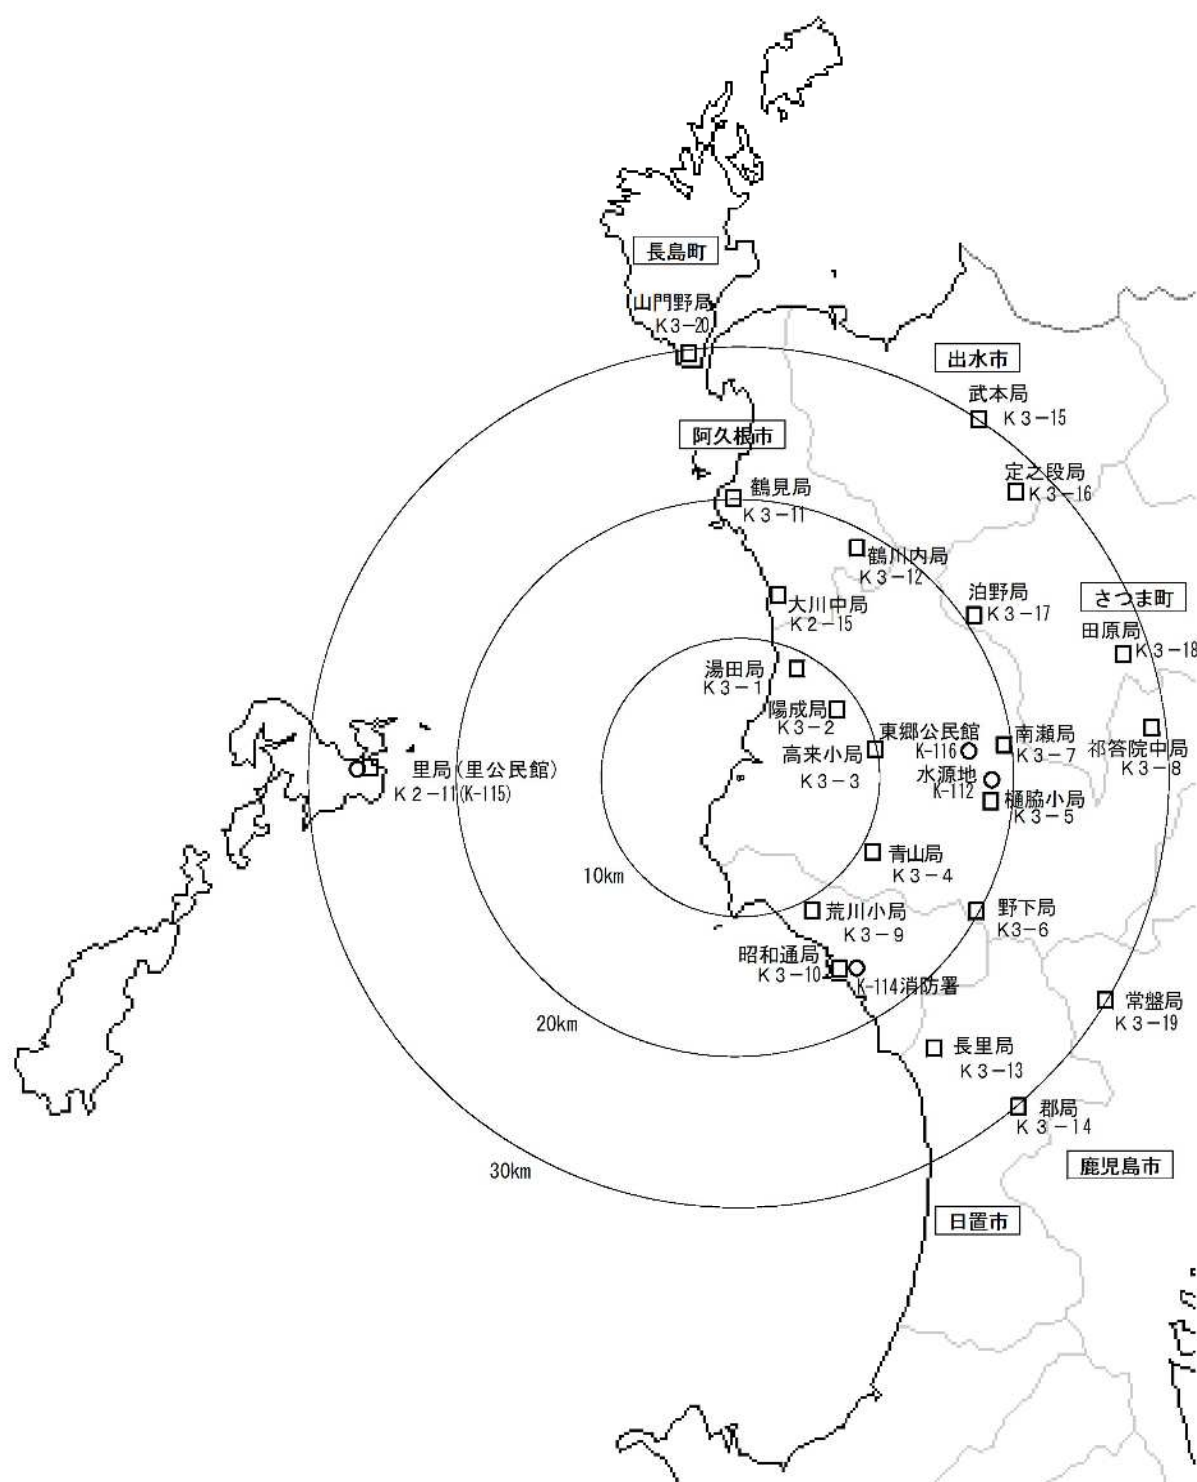 長島町
山門野局
K3-20
出水市
武本局
K3-15
阿久根市
定之段局
K3-16
鶴見局
K3-11
鶴川内局
K3-12
泊野局
K3-17
さつま町
大川中局
K2-15
田原局
K3-18
湯田局
K3-1
陽成局
K3-2
東郷公民館
K-116
南瀬局
K3-7
祁答院中局
K3-8
高来小局
K3-3
里局(里公民館)
K2-11(K-115)
水源地
K-112
樋脇小局
K3-5
青山局
K3-4
10km
荒川小局
K3-9
野下局
K3-6
昭和通局
K3-10
K-114消防署
常盤局
K3-19
20km
長里局
K3-13
郡局
K3-14
30km
鹿児島市
日置市